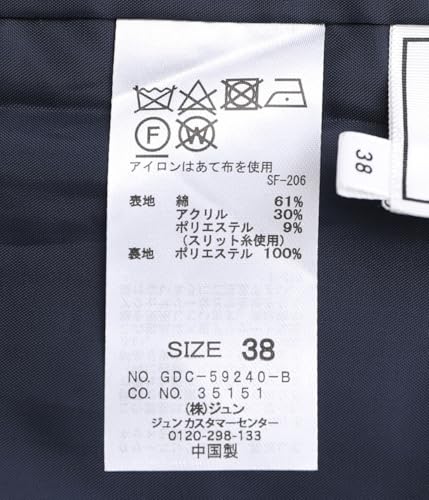 F W
アイロンはあて布を使用
SF-206
表地 綿 61%
アクリル 30%
ポリエステル 9%
(スリット糸使用)
裏地 ポリエステル 100%
SIZE 38
NO. GDC-59240-B
CO. NO. 35151
(株)ジュン
ジュンカスタマーセンター
0120-298-133
中国製
38